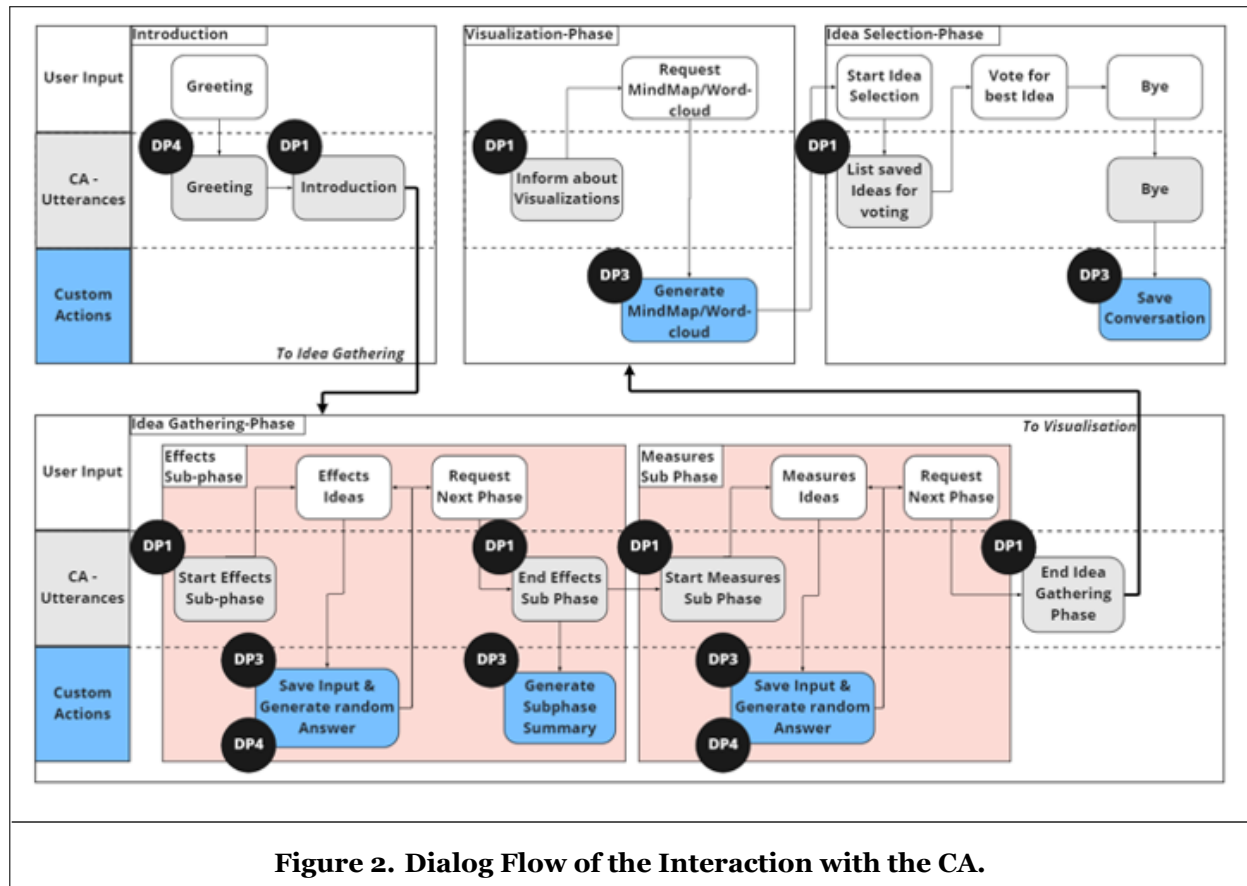 Introduction
User Input
Greeting
DP4
DP1
CA -
Utterances
Greeting
Introduction
Custom
Actions
To Idea Gathering
Visualization-Phase
Request
MindMap/Word-
cloud
DP1
Inform about
Visualizations
DP3
Generate
MindMap/Word-
cloud
Idea Selection-Phase
Start Idea
Selection
Vote for
best Idea
Bye
DP1
List saved
Ideas for
voting
Bye
DP3
Save
Conversation
Idea Gathering-Phase
To Visualisation
User Input
Effects
Sub-phase
Effects
Ideas
Request
Next Phase
Measures
Sub Phase
Measures
Ideas
Request
Next Phase
CA -
Utterances
DP1
Start Effects
Sub-phase
DP1
End Effects
Sub Phase
DP1
Start Measures
Sub Phase
DP1
End Idea
Gathering
Phase
Custom
Actions
DP3
Save Input &
Generate random
Answer
DP4
DP3
Generate
Subphase
Summary
DP3
Save Input &
Generate random
Answer
DP4
Figure 2. Dialog Flow of the Interaction with the CA.